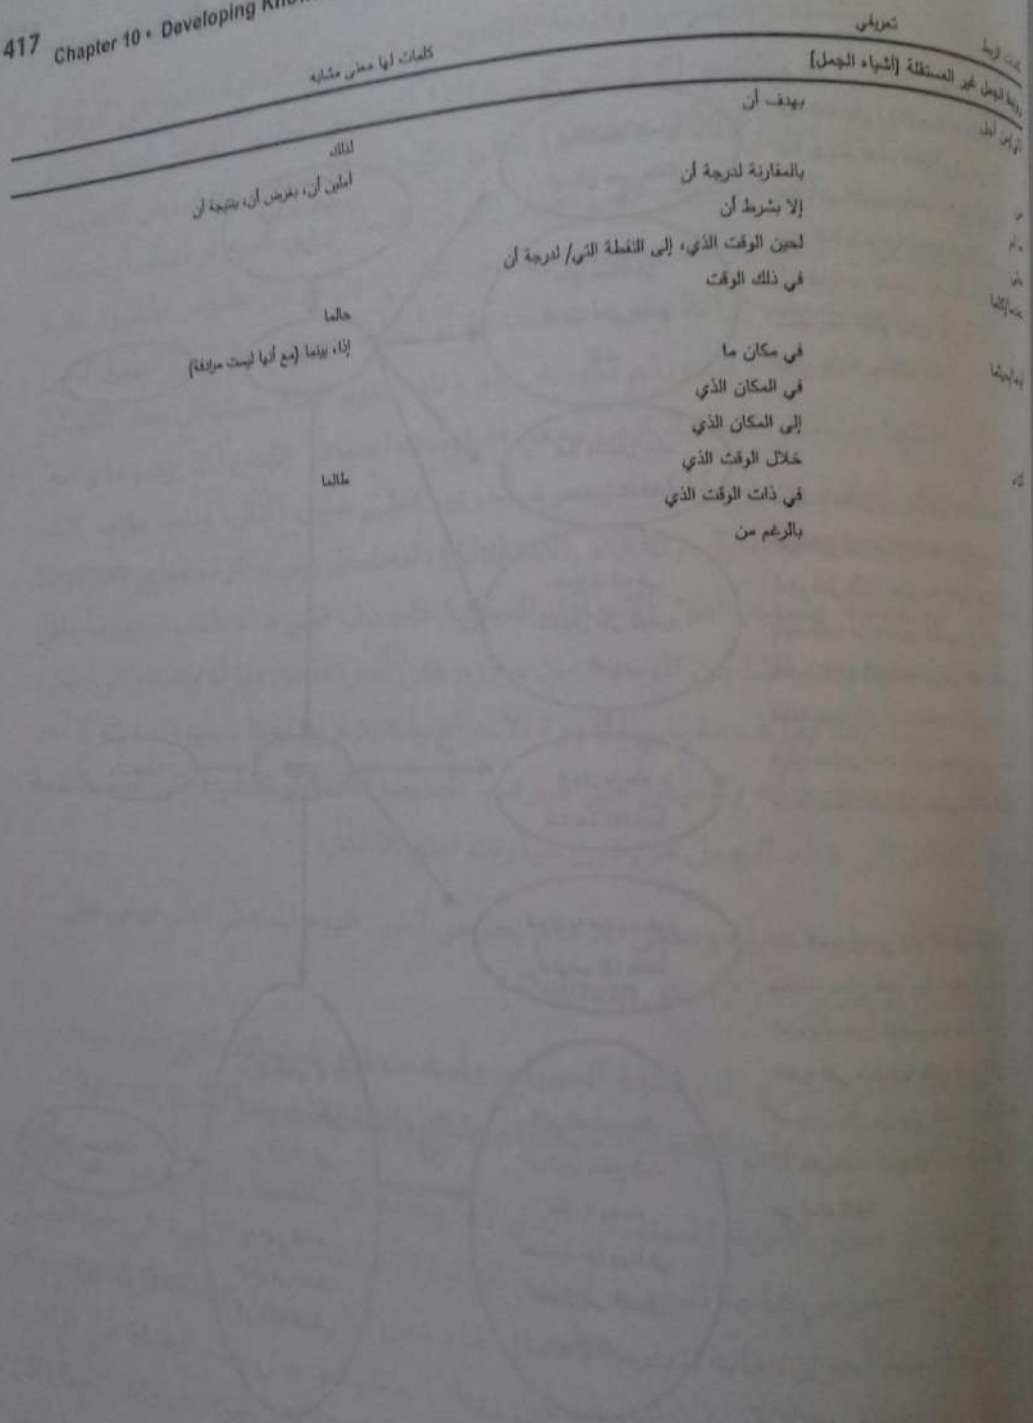 417 Chapter 10 • Developing
تعريفي
كلمات لها معنى مشابه
روابط الجمل غير المستقلة [أشباه الجمل]
بهدف أن
لذلك
آملين أن، بغرض أن، بنتيجة أن
بالمقارنة لدرجة أن
إلا بشرط أن
لحين الوقت الذي، إلى النقطة التي/ لدرجة أن
في ذلك الوقت
حالما
إذا، بينما (مع أنها ليست مرادفة)
في مكان ما
في المكان الذي
إلى المكان الذي
خلال الوقت الذي
طالما
في ذات الوقت الذي
بالرغم من